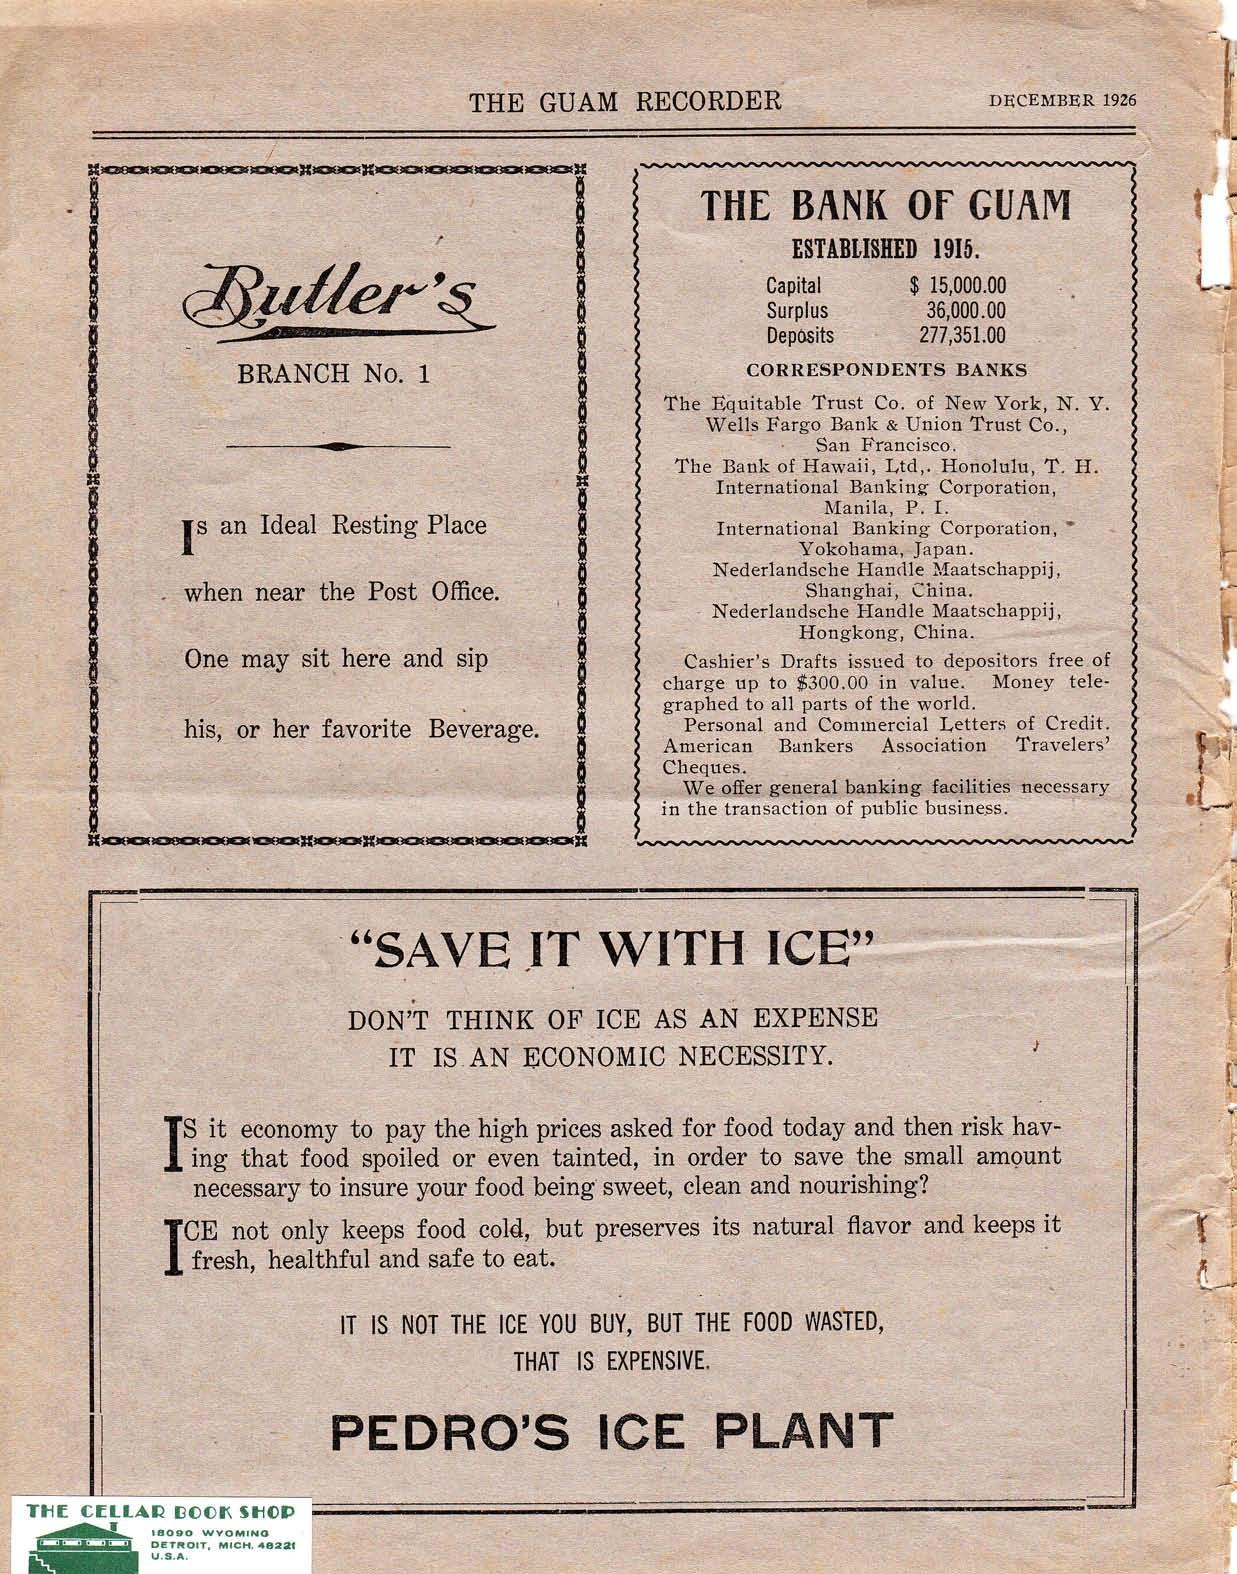 THE GUAM RECORDER
DECEMBER 1926
Butler's
BRANCH No. 1
Is an Ideal Resting Place
when near the Post Office.
One may sit here and sip
his, or her favorite Beverage.
THE BANK OF GUAM
ESTABLISHED 1915.
Capital $ 15,000.00
Surplus 36,000.00
Deposits 277,351.00
CORRESPONDENTS BANKS
The Equitable Trust Co. of New York, N. Y.
Wells Fargo Bank & Union Trust Co.,
San Francisco.
The Bank of Hawaii, Ltd,. Honolulu, T. H.
International Banking Corporation,
Manila, P. I.
International Banking Corporation,
Yokohama, Japan.
Nederlandsche Handle Maatschappij,
Shanghai, China.
Nederlandsche Handle Maatschappij,
Hongkong, China.
Cashier's Drafts issued to depositors free of
charge up to $300.00 in value. Money tele-
graphed to all parts of the world.
Personal and Commercial Letters of Credit.
American Bankers Association Travelers'
Cheques.
We offer general banking facilities necessary
in the transaction of public business.
"SAVE IT WITH ICE"
DON'T THINK OF ICE AS AN EXPENSE
IT IS AN ECONOMIC NECESSITY.
IS it economy to pay the high prices asked for food today and then risk hav-
ing that food spoiled or even tainted, in order to save the small amount
necessary to insure your food being sweet, clean and nourishing?
ICE not only keeps food cold, but preserves its natural flavor and keeps it
fresh, healthful and safe to eat.
IT IS NOT THE ICE YOU BUY, BUT THE FOOD WASTED,
THAT IS EXPENSIVE.
PEDRO'S ICE PLANT
THE CELLAR BOOK SHOP
18090 WYOMING
DETROIT, MICH. 48221
U.S.A.